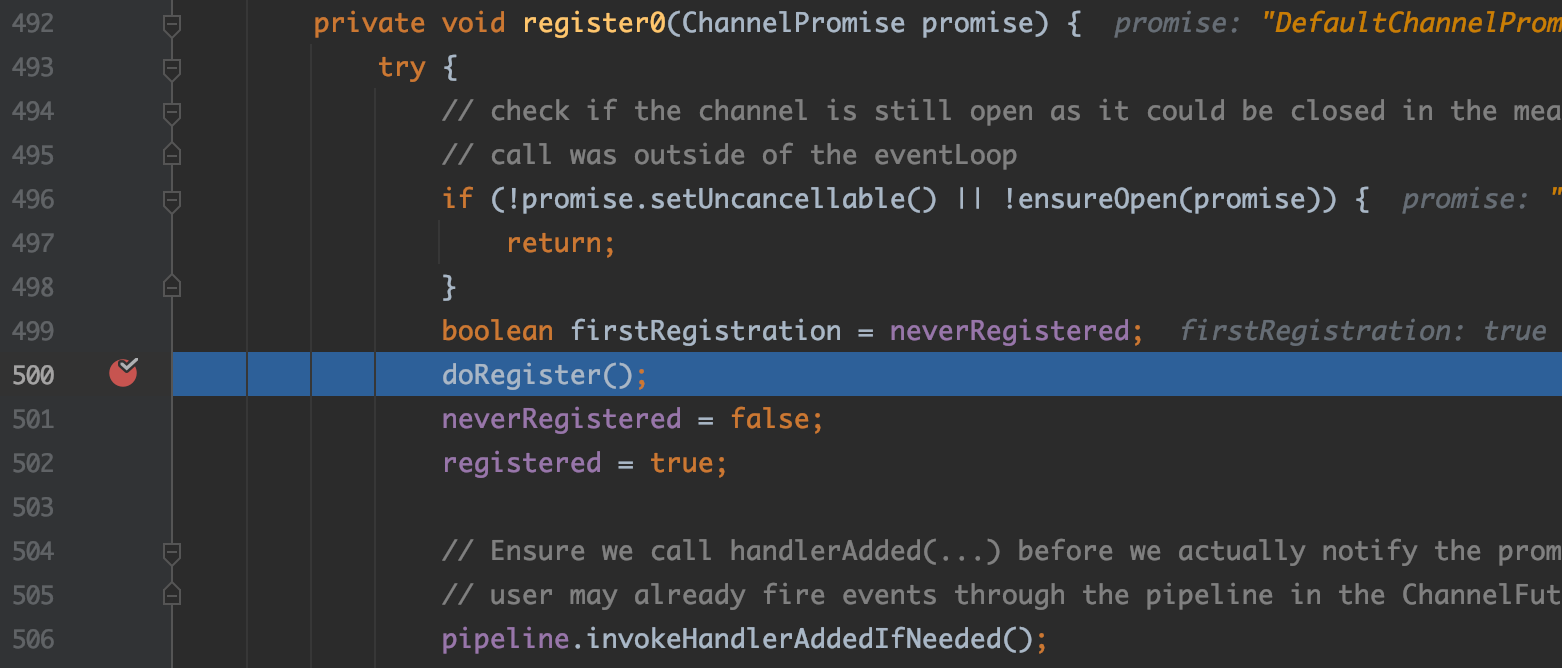 492 private void register0(ChannelPromise promise) { promise: "DefaultChannelProm
493 try {
494 // check if the channel is still open as it could be closed in the mea
495 // call was outside of the eventLoop
496 if (!promise.setUncancellable() || !ensureOpen(promise)) { promise: "
497 return;
498 }
499 boolean firstRegistration = neverRegistered; firstRegistration: true
500 doRegister();
501 neverRegistered = false;
502 registered = true;
503
504 // Ensure we call handlerAdded(...) before we actually notify the prom
505 // user may already fire events through the pipeline in the ChannelFut
506 pipeline.invokeHandlerAddedIfNeeded();